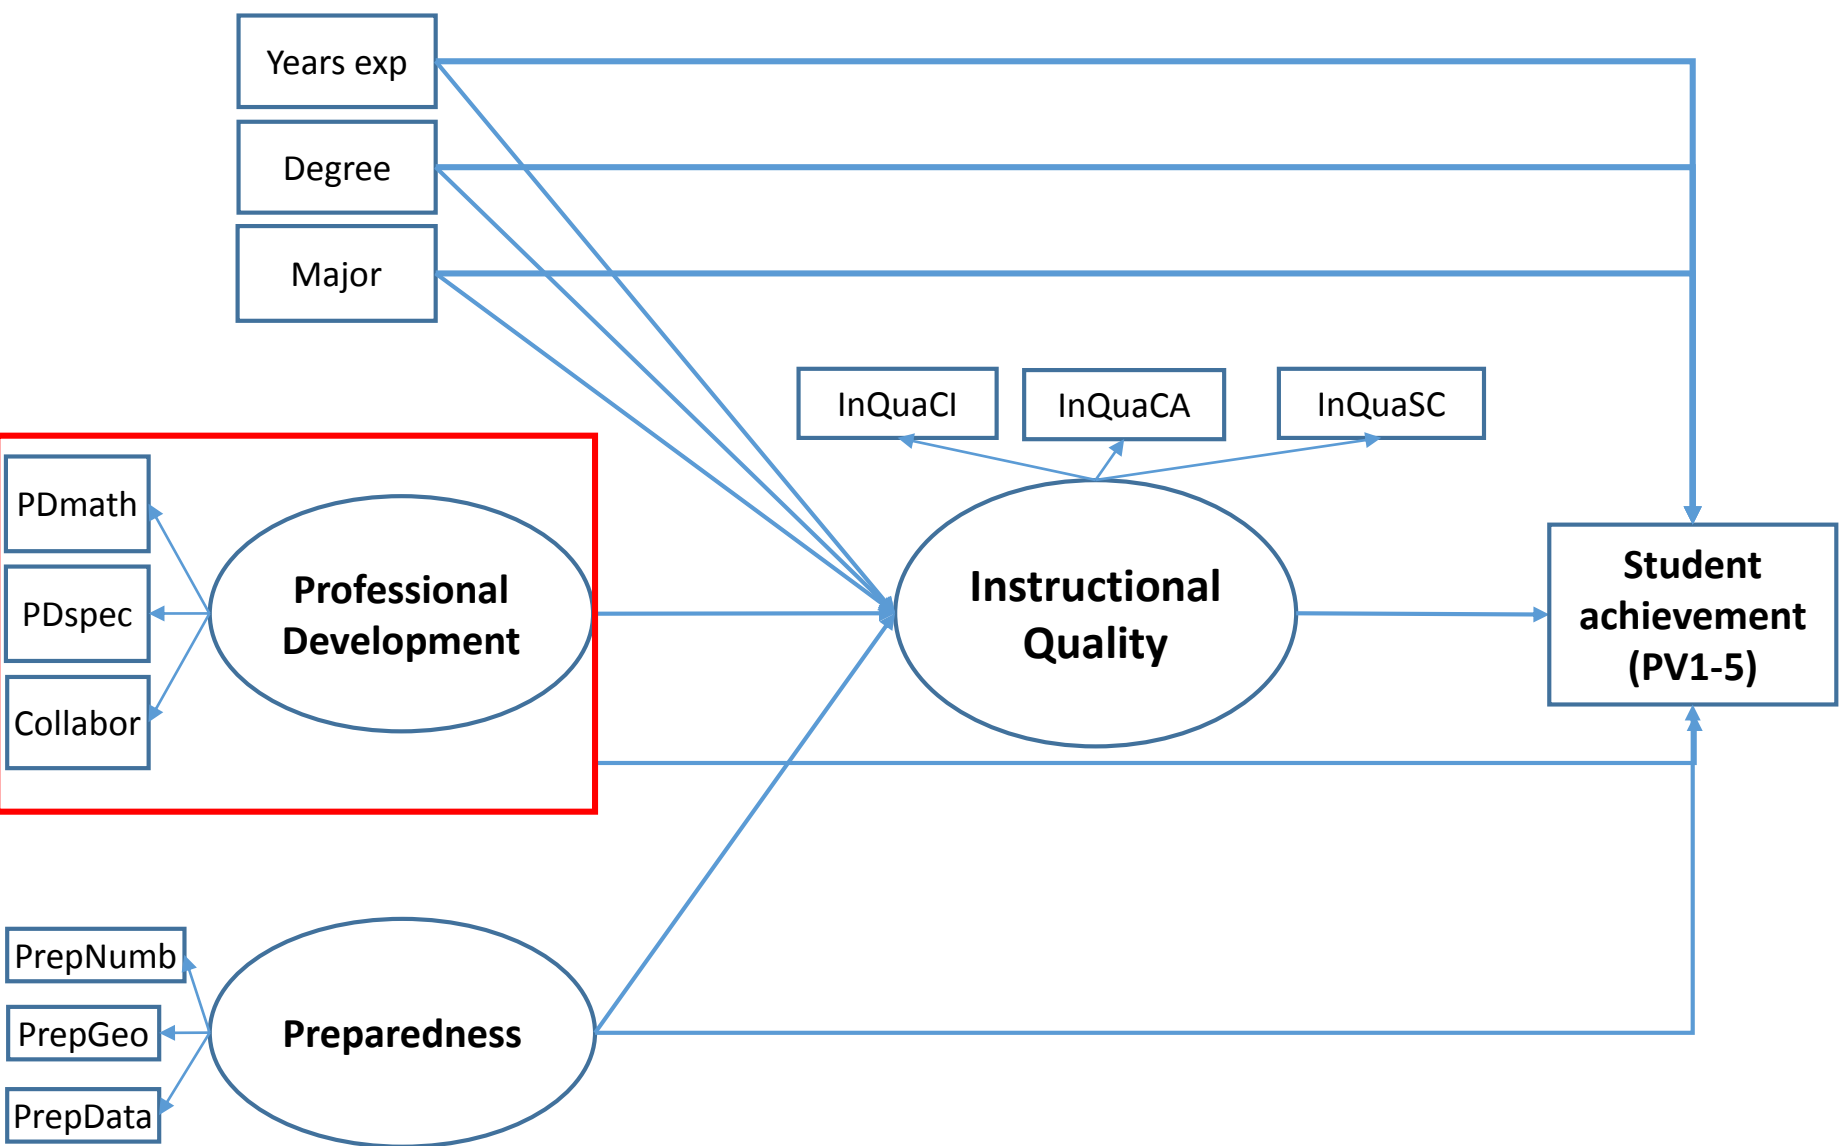 Years exp
Degree
Major
InQuaCI
InQuaCA
InQuaSC
PDmath
PDspec
Collabor
Professional
Development
Instructional
Quality
Student
achievement
(PV1-5)
PrepNumb
PrepGeo
PrepData
Preparedness